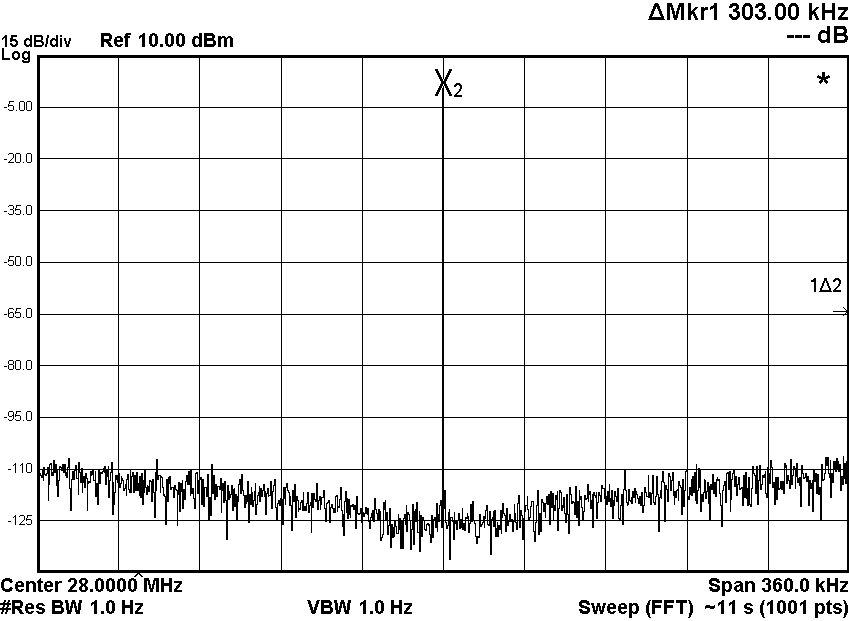 ΔMkr1 303.00 kHz
--- dB
15 dB/div Ref 10.00 dBm
Log
X2
*
-5.00
-20.0
-35.0
-50.0
1Δ2
-65.0
-80.0
-95.0
-110
-125
Center 28.0000 MHz Span 360.0 kHz
#Res BW 1.0 Hz VBW 1.0 Hz Sweep (FFT) ~11 s (1001 pts)